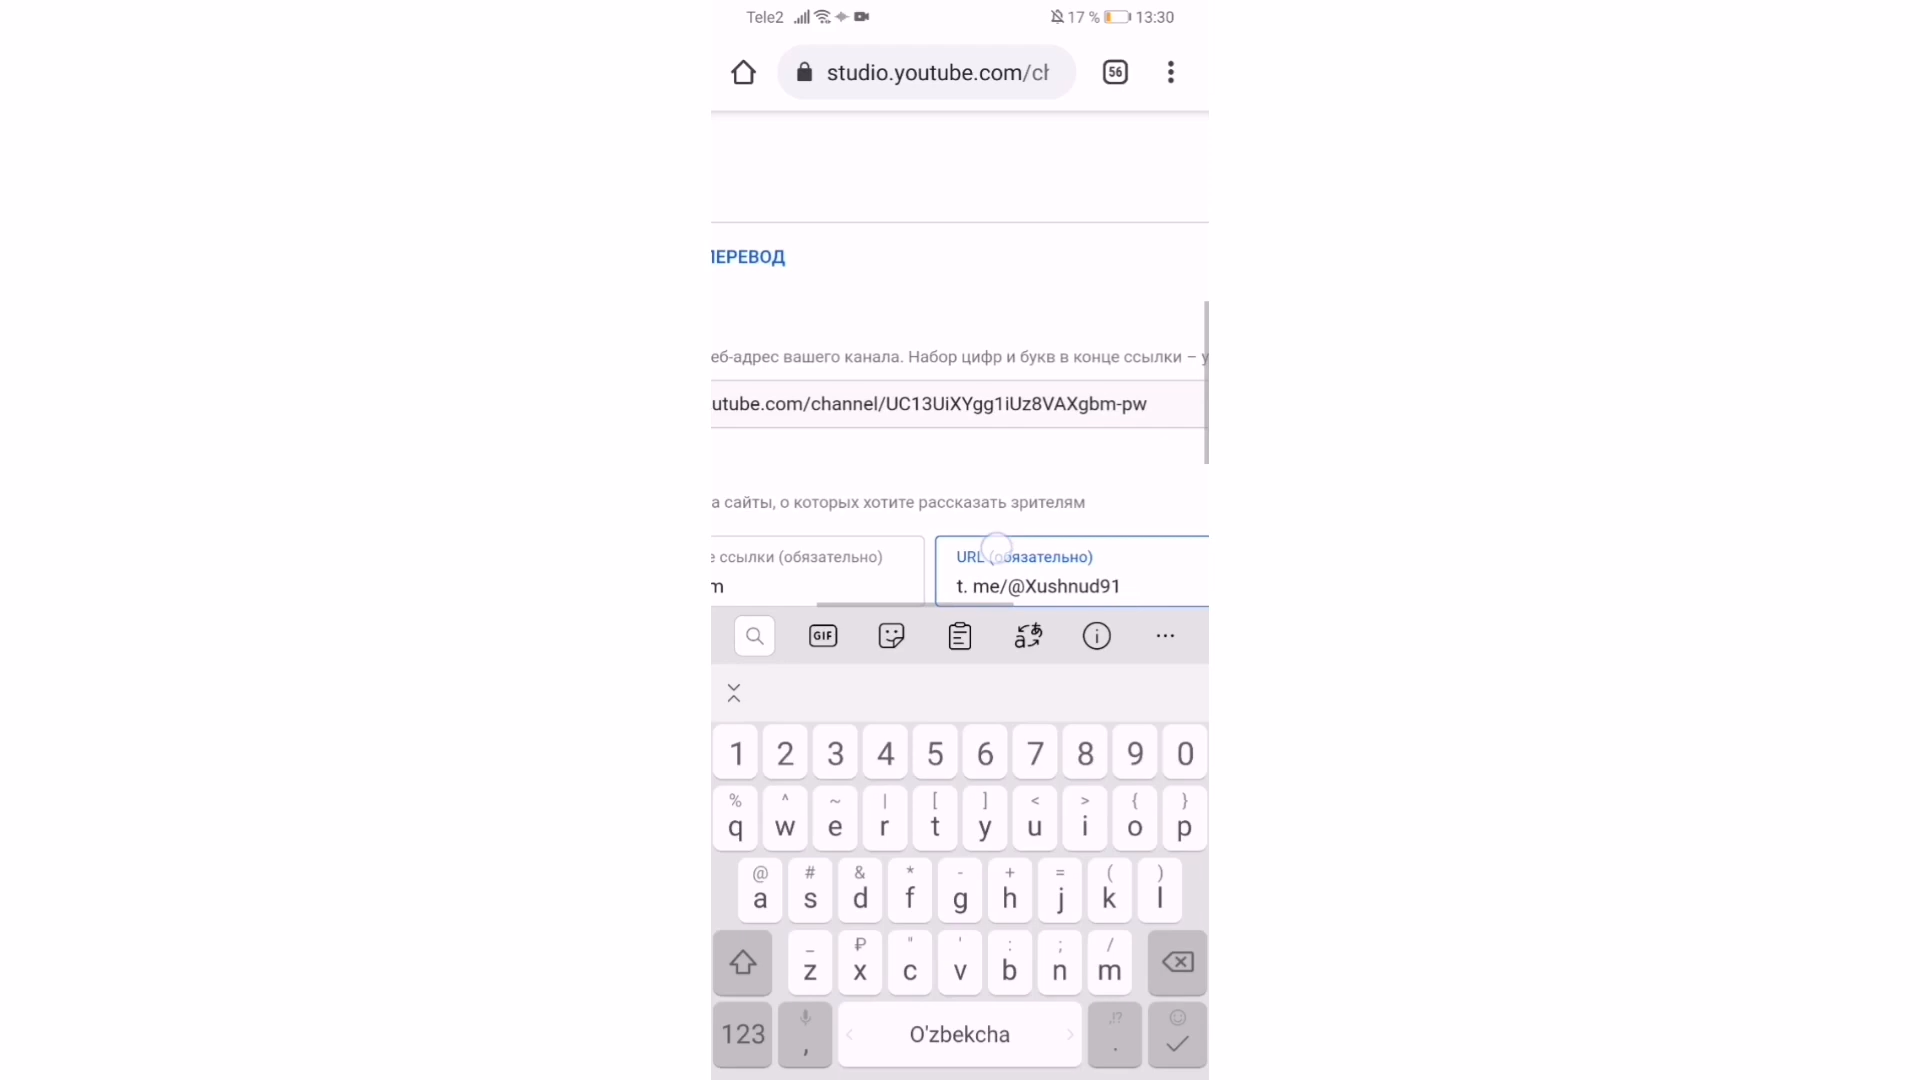 Tele2 17 % 13:30
studio.youtube.com/ch 56
ПЕРЕВОД
еб-адрес вашего канала. Набор цифр и букв в конце ссылки – у
utube.com/channel/UC13UiXYgg1iUz8VAXgbm-pw
а сайты, о которых хотите рассказать зрителям
е ссылки (обязательно) URL (обязательно)
m t. me/@Xushnud91
GIF
1 2 3 4 5 6 7 8 9 0
% ^ ~ | [ ] < > { }
q w e r t y u i o p
@ # & * - + = ( )
a s d f g h j k l
_ ₽ " ' : ; /
z x c v b n m
123 , O'zbekcha .!? .